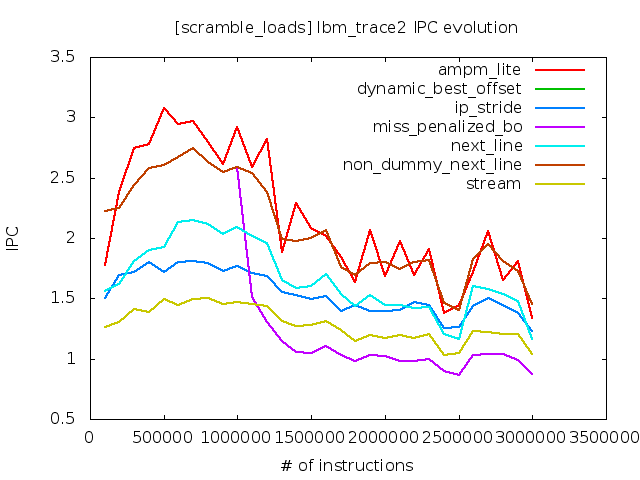 [scramble_loads] lbm_trace2 IPC evolution
3.5
3
2.5
2
1.5
1
0.5
IPC
ampm_lite
dynamic_best_offset
ip_stride
miss_penalized_bo
next_line
non_dummy_next_line
stream
0 500000 1000000 1500000 2000000 2500000 3000000 3500000
# of instructions